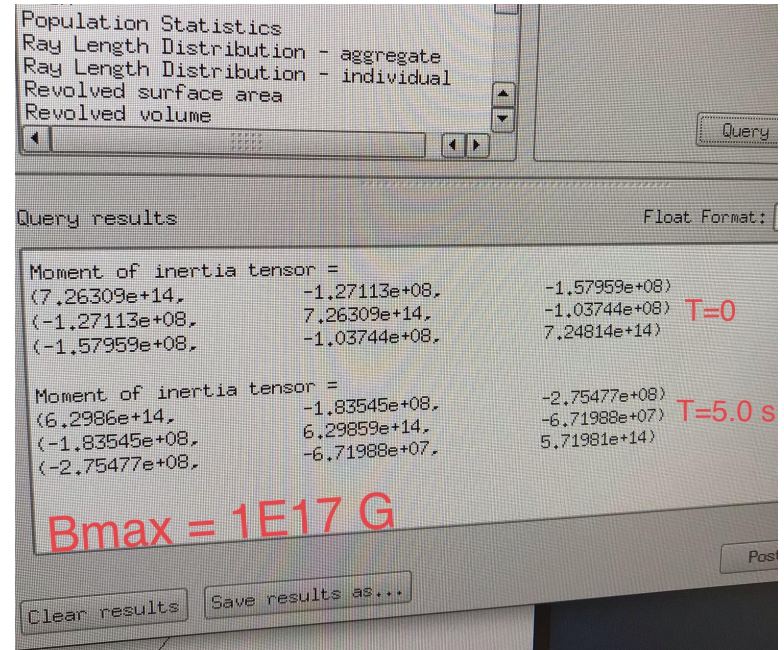 Population Statistics
Ray Length Distribution - aggregate
Ray Length Distribution - individual
Revolved surface area
Revolved volume
Query
Query results
Float Format:
Moment of inertia tensor =
(7.26309e+14, -1.27113e+08, -1.57959e+08)
(-1.27113e+08, 7.26309e+14, -1.03744e+08)
(-1.57959e+08, -1.03744e+08, 7.24814e+14)
T=0
Moment of inertia tensor =
(6.2986e+14, -1.83545e+08, -2.75477e+08)
(-1.83545e+08, 6.29859e+14, -6.71988e+07)
(-2.75477e+08, -6.71988e+07, 5.71981e+14)
T=5.0 s
Bmax = 1E17 G
Post
Clear results
Save results as...